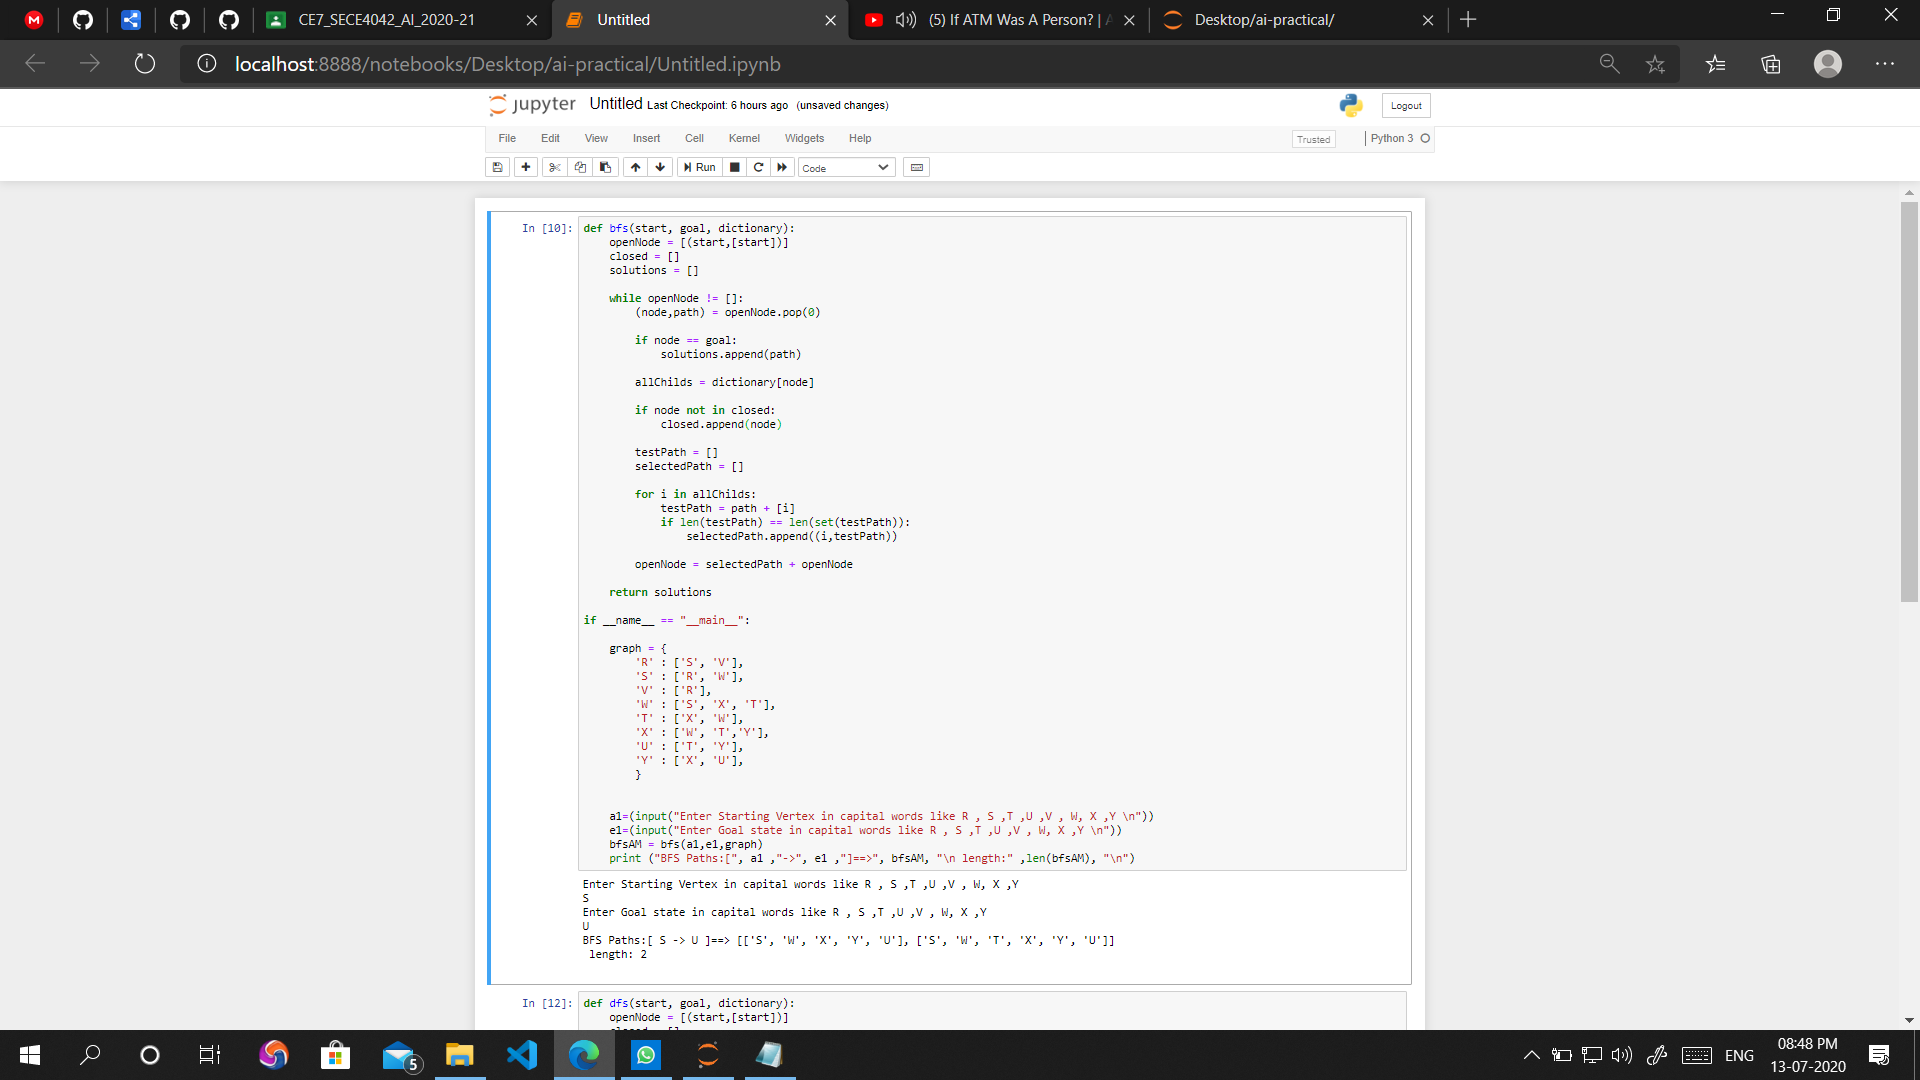 CE7_SECE4042_AI_2020-21
Untitled
(5) If ATM Was A Person? |
Desktop/ai-practical/
localhost:8888/notebooks/Desktop/ai-practical/Untitled.ipynb
jupyter Untitled Last Checkpoint: 6 hours ago (unsaved changes)
Logout
File Edit View Insert Cell Kernel Widgets Help
Trusted
Python 3
Run
Code
In [10]:
def bfs(start, goal, dictionary):
    openNode = [(start,[start])]
    closed = []
    solutions = []
    while openNode != []:
        (node,path) = openNode.pop(0)
        if node == goal:
            solutions.append(path)
        allChilds = dictionary[node]
        if node not in closed:
            closed.append(node)
        testPath = []
        selectedPath = []
        for i in allChilds:
            testPath = path + [i]
            if len(testPath) == len(set(testPath)):
                selectedPath.append((i,testPath))
        openNode = selectedPath + openNode
    return solutions
if __name__ == "__main__":
    graph = {
        'R' : ['S', 'V'],
        'S' : ['R', 'W'],
        'V' : ['R'],
        'W' : ['S', 'X', 'T'],
        'T' : ['X', 'W'],
        'X' : ['W', 'T','Y'],
        'U' : ['T', 'Y'],
        'Y' : ['X', 'U'],
        }
    a1=(input("Enter Starting Vertex in capital words like R , S ,T ,U ,V , W, X ,Y \n"))
    e1=(input("Enter Goal state in capital words like R , S ,T ,U ,V , W, X ,Y \n"))
    bfsAM = bfs(a1,e1,graph)
    print ("BFS Paths:[", a1 ,"->", e1 ,"]==>", bfsAM, "\n length:" ,len(bfsAM), "\n")
Enter Starting Vertex in capital words like R , S ,T ,U ,V , W, X ,Y
S
Enter Goal state in capital words like R , S ,T ,U ,V , W, X ,Y
U
BFS Paths:[ S -> U ]==> [['S', 'W', 'X', 'Y', 'U'], ['S', 'W', 'T', 'X', 'Y', 'U']]
 length: 2
In [12]:
def dfs(start, goal, dictionary):
    openNode = [(start,[start])]
5
ENG
08:48 PM
13-07-2020